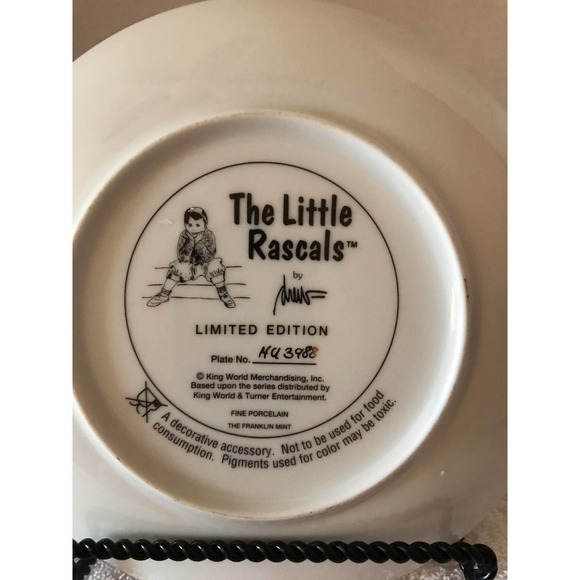 The Little
Rascals™
by
LIMITED EDITION
Plate No. HU3988
© King World Merchandising, Inc.
Based upon the series distributed by
King World & Turner Entertainment.
FINE PORCELAIN
THE FRANKLIN MINT
A decorative accessory. Not to be used for food
consumption. Pigments used for color may be toxic.